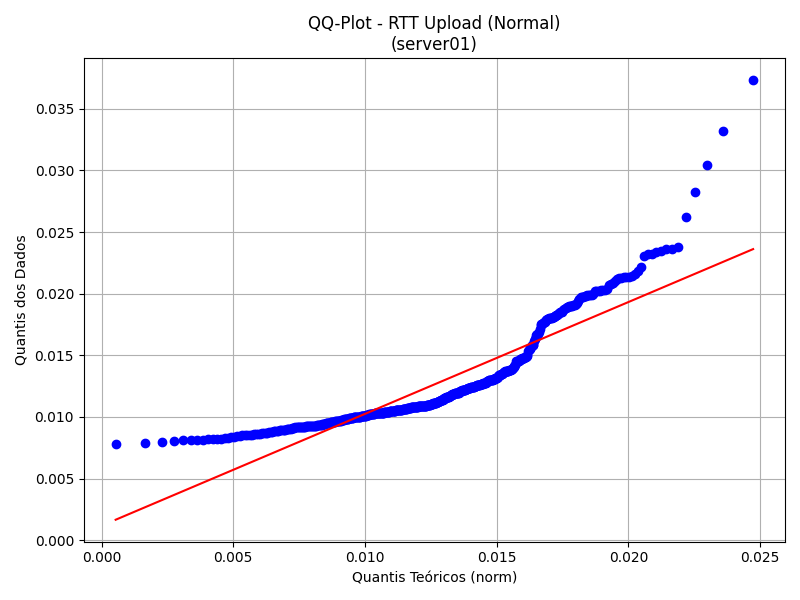 QQ-Plot - RTT Upload (Normal)
(server01)
Quantis dos Dados
0.035
0.030
0.025
0.020
0.015
0.010
0.005
0.000
0.000 0.005 0.010 0.015 0.020 0.025
Quantis Teóricos (norm)